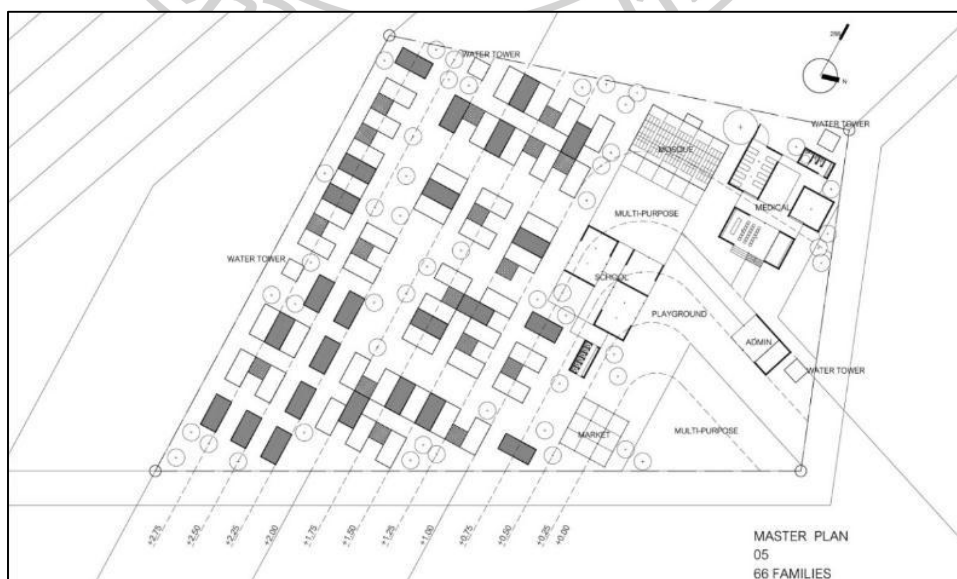 WATER TOWER
288
N
WATER TOWER
MOSQUE
MEDICAL
MULTI-PURPOSE
WATER TOWER
SCHOOL
PLAYGROUND
ADMIN
WATER TOWER
MARKET
MULTI-PURPOSE
+2,75
+2,50
+2,25
+2,00
+1,75
+1,50
+1,25
+1,00
+0,75
+0,50
+0,25
+0,00
MASTER PLAN
05
66 FAMILIES